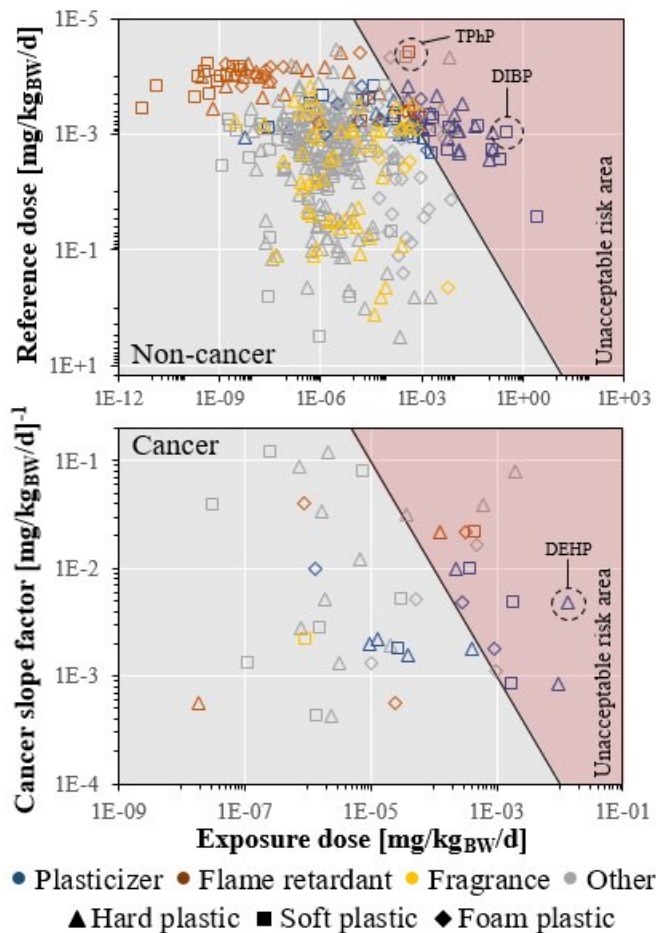 1E-5
TPhP
DIBP
1E-3
1E-1
1E+1
Reference dose [mg/kgBW/d]
Non-cancer
Unacceptable risk area
1E-12 1E-09 1E-06 1E-03 1E+00 1E+03
Cancer
1E-1
DEHP
1E-2
1E-3
1E-4
Cancer slope factor [mg/kgBW/d]-1
Unacceptable risk area
1E-09 1E-07 1E-05 1E-03 1E-01
Exposure dose [mg/kgBW/d]
Plasticizer Flame retardant Fragrance Other
Hard plastic Soft plastic Foam plastic